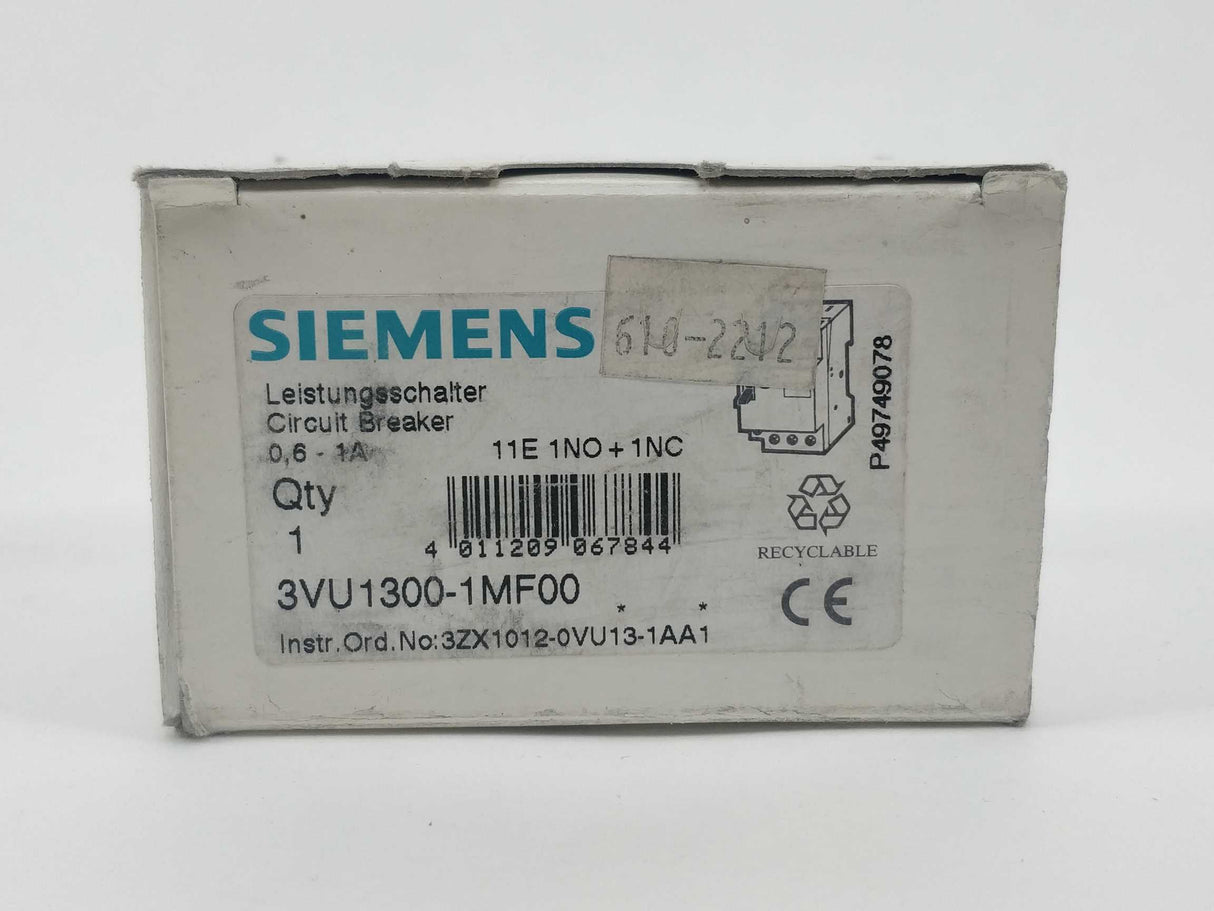 SIEMENS
610-2242
Leistungsschalter
Circuit Breaker
0,6 - 1A
11E 1NO + 1NC
Qty
1
4 011209 067844
3VU1300-1MF00
* *
Instr.Ord.No:3ZX1012-0VU13-1AA1
P49749078
RECYCLABLE
CE